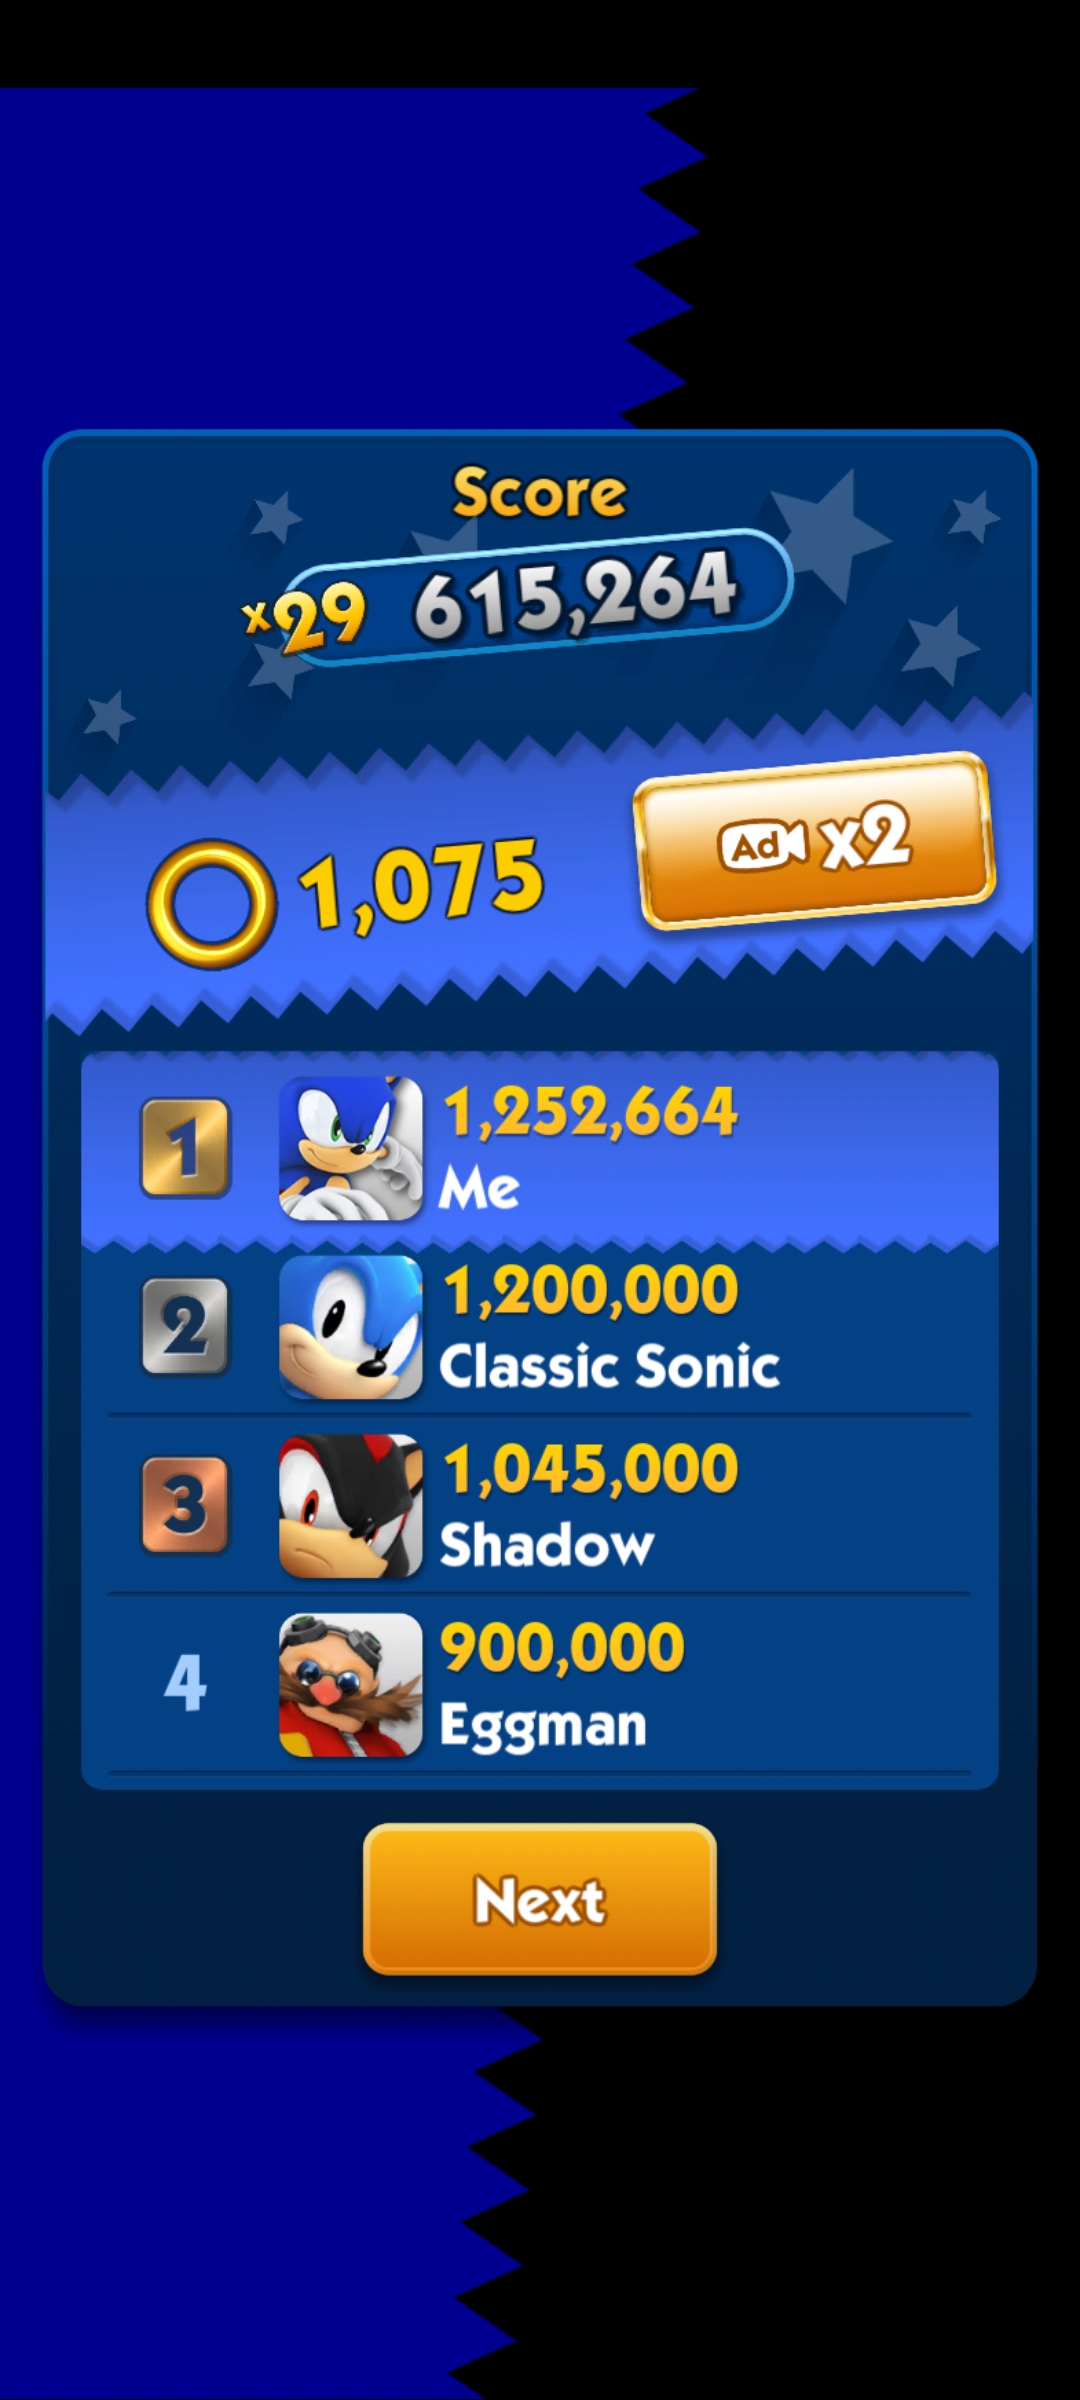 Score
x29 615,264
1,075
Ad x2
1
1,252,664
Me
2
1,200,000
Classic Sonic
3
1,045,000
Shadow
4
900,000
Eggman
Next